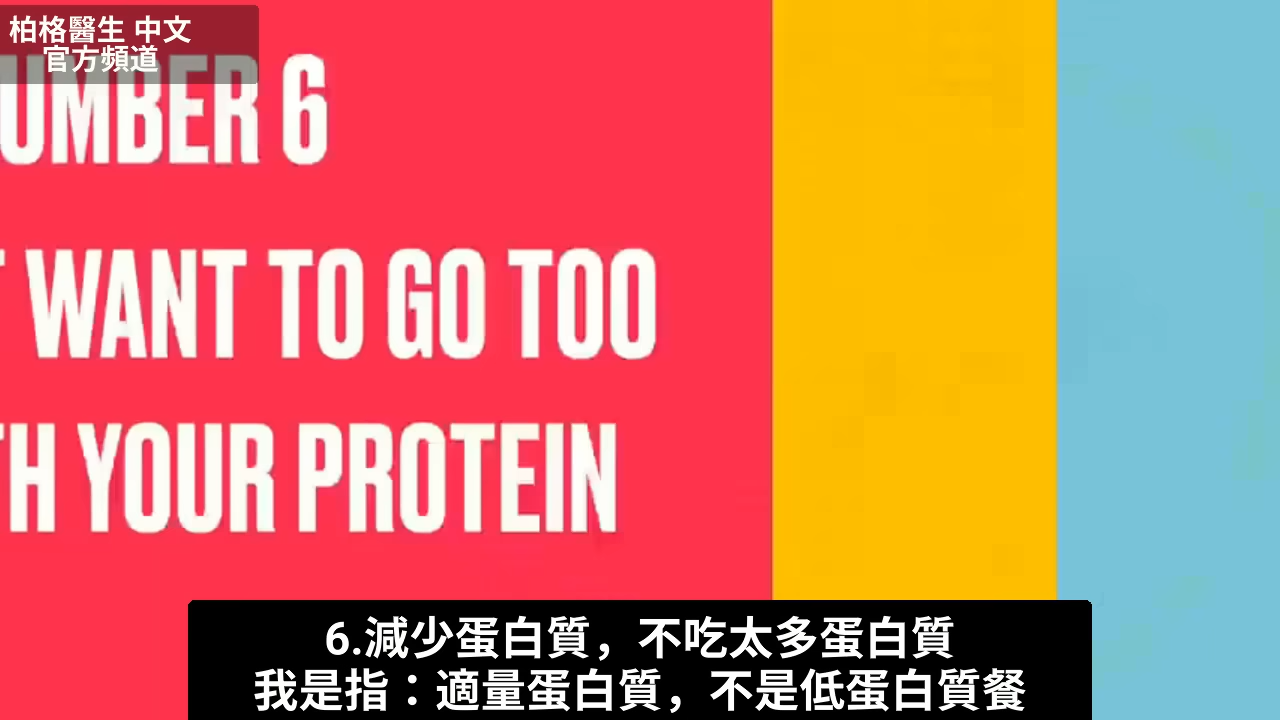 柏格醫生 中文
官方頻道
UMBER 6
WANT TO GO TOO
H YOUR PROTEIN
6.減少蛋白質，不吃太多蛋白質
我是指：適量蛋白質，不是低蛋白質餐